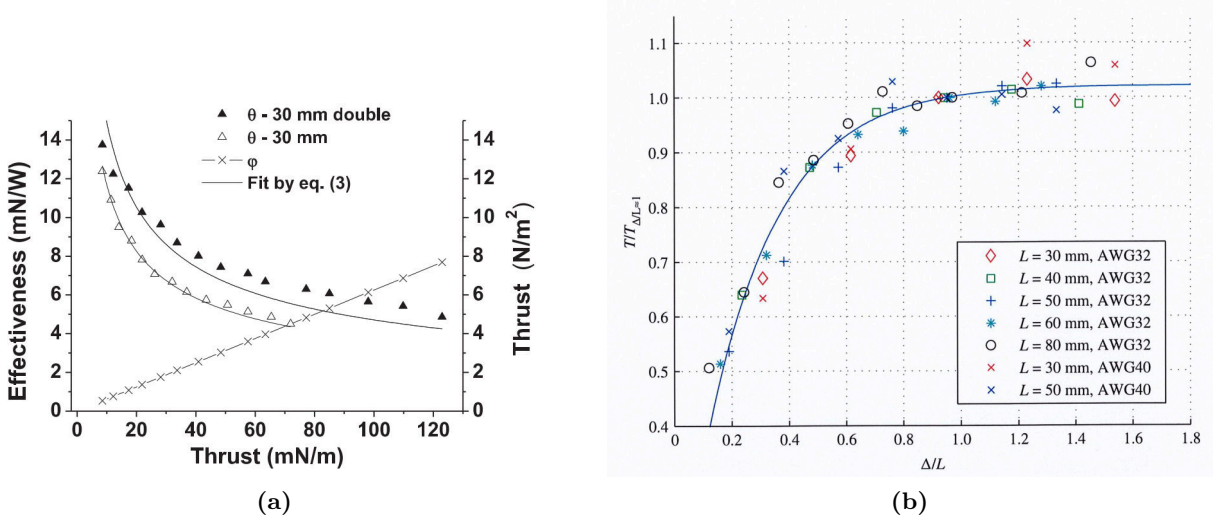 θ - 30 mm double
θ - 30 mm
φ
Fit by eq. (3)
Effectiveness (mN/W)
14
12
10
8
6
4
2
0
Thrust (N/m²)
14
12
10
8
6
4
2
0
0 20 40 60 80 100 120
Thrust (mN/m)
(a)
T/T_{Δ/L=1}
1.1
1.0
0.9
0.8
0.7
0.6
0.5
0.4
L = 30 mm, AWG32
L = 40 mm, AWG32
L = 50 mm, AWG32
L = 60 mm, AWG32
L = 80 mm, AWG32
L = 30 mm, AWG40
L = 50 mm, AWG40
0 0.2 0.4 0.6 0.8 1.0 1.2 1.4 1.6 1.8
Δ/L
(b)